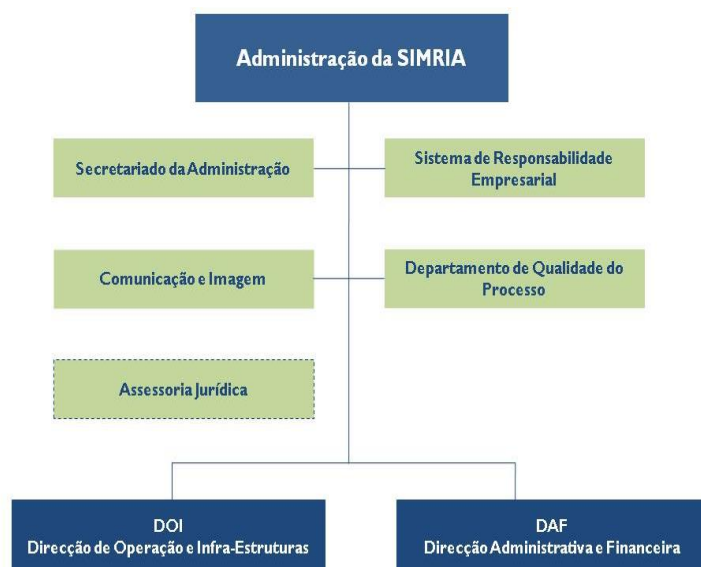 Administração da SIMRIA
Secretariado da Administração
Sistema de Responsabilidade
Empresarial
Comunicação e Imagem
Departamento de Qualidade do
Processo
Assessoria Jurídica
DOI
Direcção de Operação e Infra-Estruturas
DAF
Direcção Administrativa e Financeira